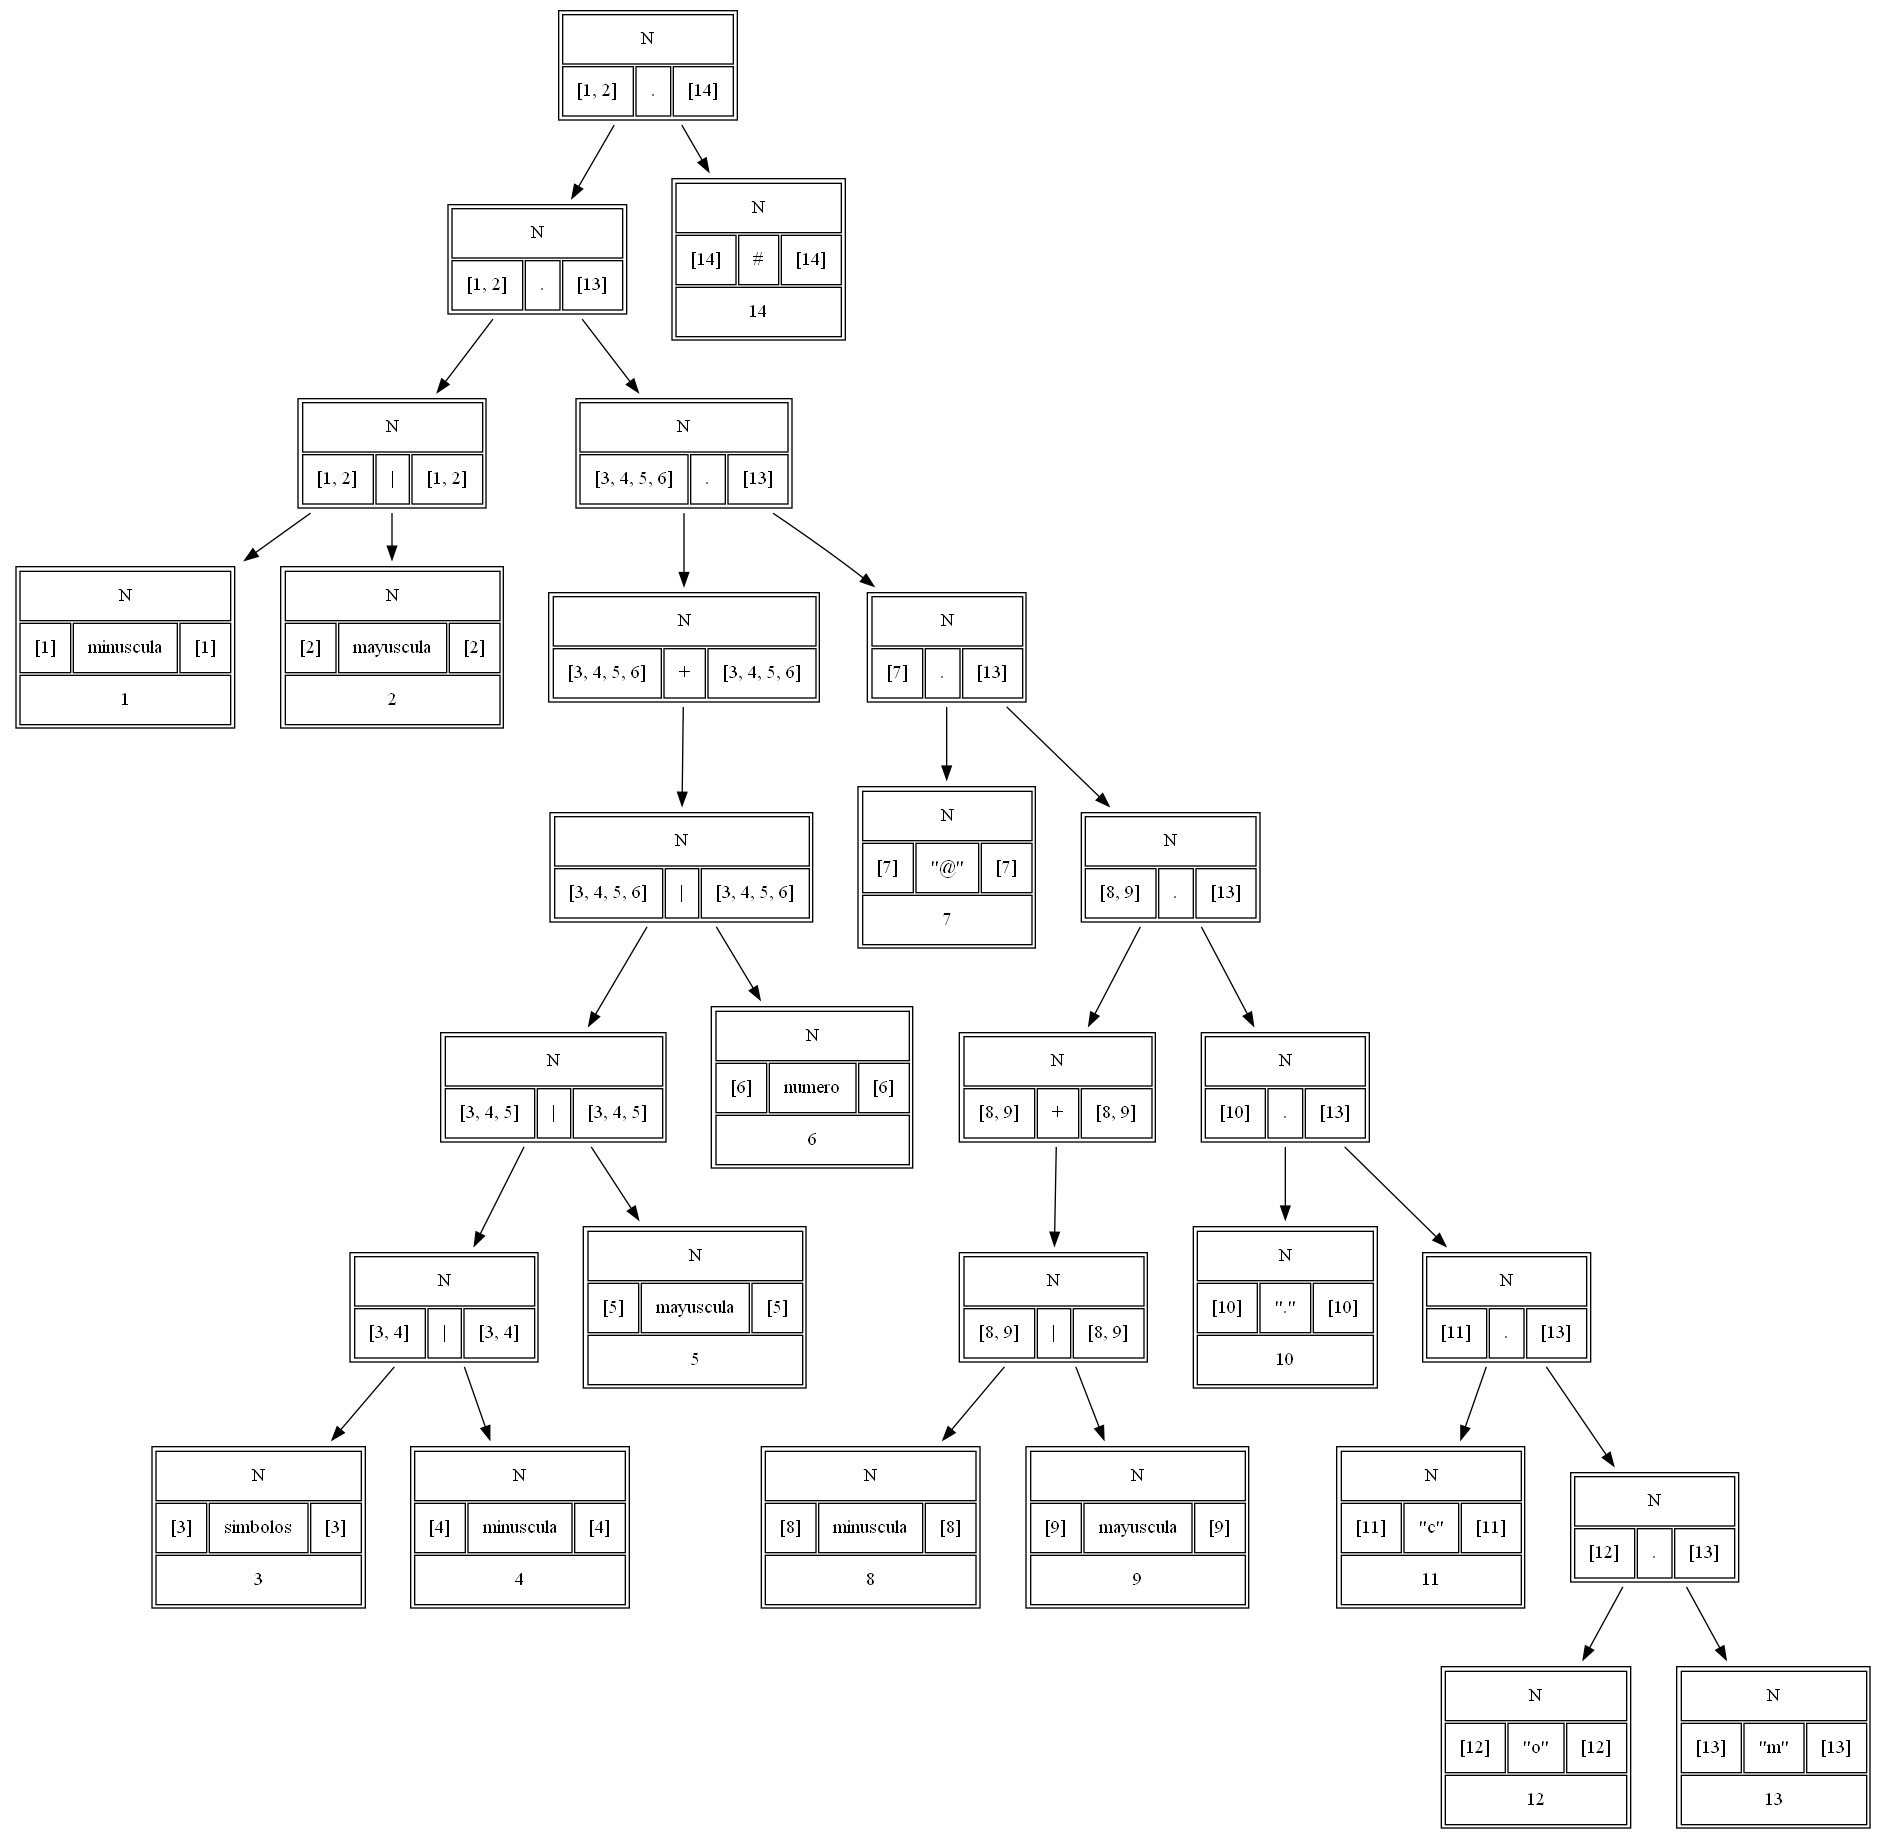 N
[1, 2] . [14]
N
[14] # [14]
14
N
[1, 2] . [13]
N
[1, 2] | [1, 2]
N
[3, 4, 5, 6] . [13]
N
[1] minuscula [1]
1
N
[2] mayuscula [2]
2
N
[3, 4, 5, 6] + [3, 4, 5, 6]
N
[7] . [13]
N
[3, 4, 5, 6] | [3, 4, 5, 6]
N
[7] "@" [7]
7
N
[8, 9] . [13]
N
[3, 4, 5] | [3, 4, 5]
N
[6] numero [6]
6
N
[8, 9] + [8, 9]
N
[10] . [13]
N
[3, 4] | [3, 4]
N
[5] mayuscula [5]
5
N
[8, 9] | [8, 9]
N
[10] "." [10]
10
N
[11] . [13]
N
[3] simbolos [3]
3
N
[4] minuscula [4]
4
N
[8] minuscula [8]
8
N
[9] mayuscula [9]
9
N
[11] "c" [11]
11
N
[12] . [13]
N
[12] "o" [12]
12
N
[13] "m" [13]
13